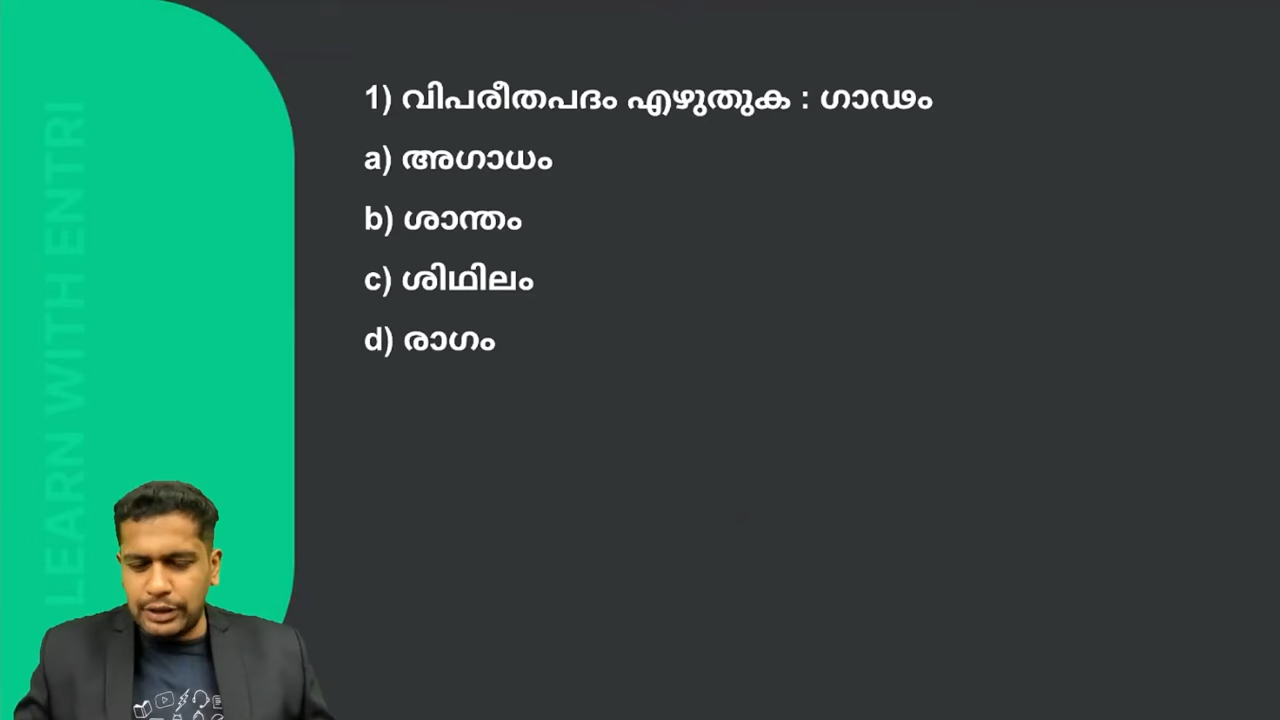 LEARN WITH ENTRI
1) വിപരീതപദം എഴുതുക : ഗാഢം
a) അഗാധം
b) ശാന്തം
c) ശിഥിലം
d) രാഗം